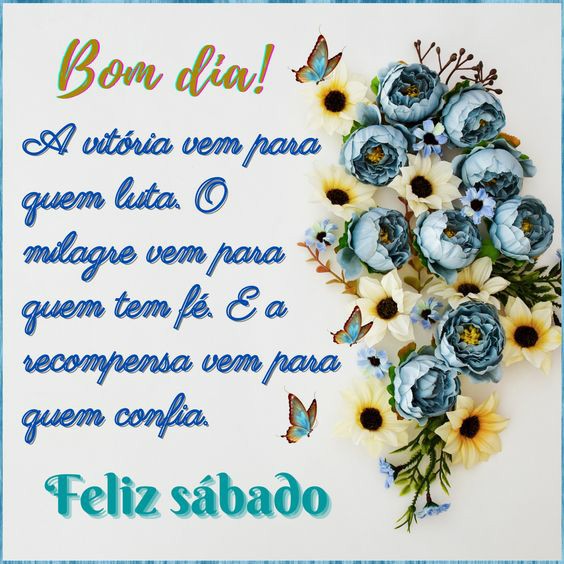 Bom dia!
A vitória vem para
quem luta. O
milagre vem para
quem tem fé. E a
recompensa vem para
quem confia.
Feliz sábado